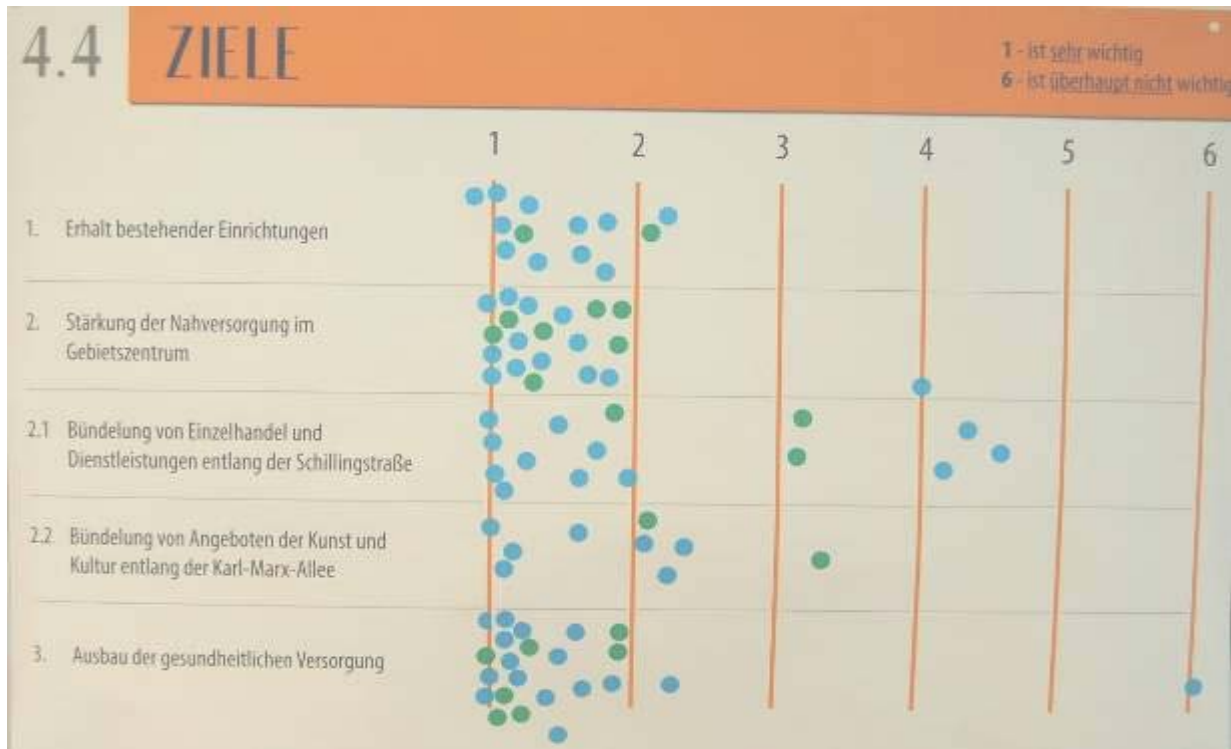 4.4 ZIELE
1 - ist sehr wichtig
6 - ist überhaupt nicht wichtig
1 2 3 4 5 6
1. Erhalt bestehender Einrichtungen
2. Stärkung der Nahversorgung im
Gebietszentrum
2.1 Bündelung von Einzelhandel und
Dienstleistungen entlang der Schillingstraße
2.2 Bündelung von Angeboten der Kunst und
Kultur entlang der Karl-Marx-Allee
3. Ausbau der gesundheitlichen Versorgung